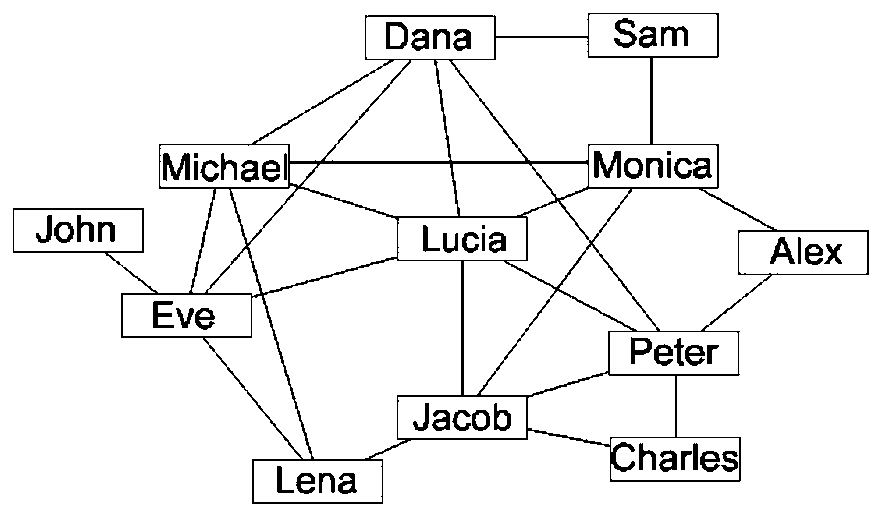 Dana
Sam
Michael
Monica
John
Lucia
Alex
Eve
Peter
Jacob
Charles
Lena